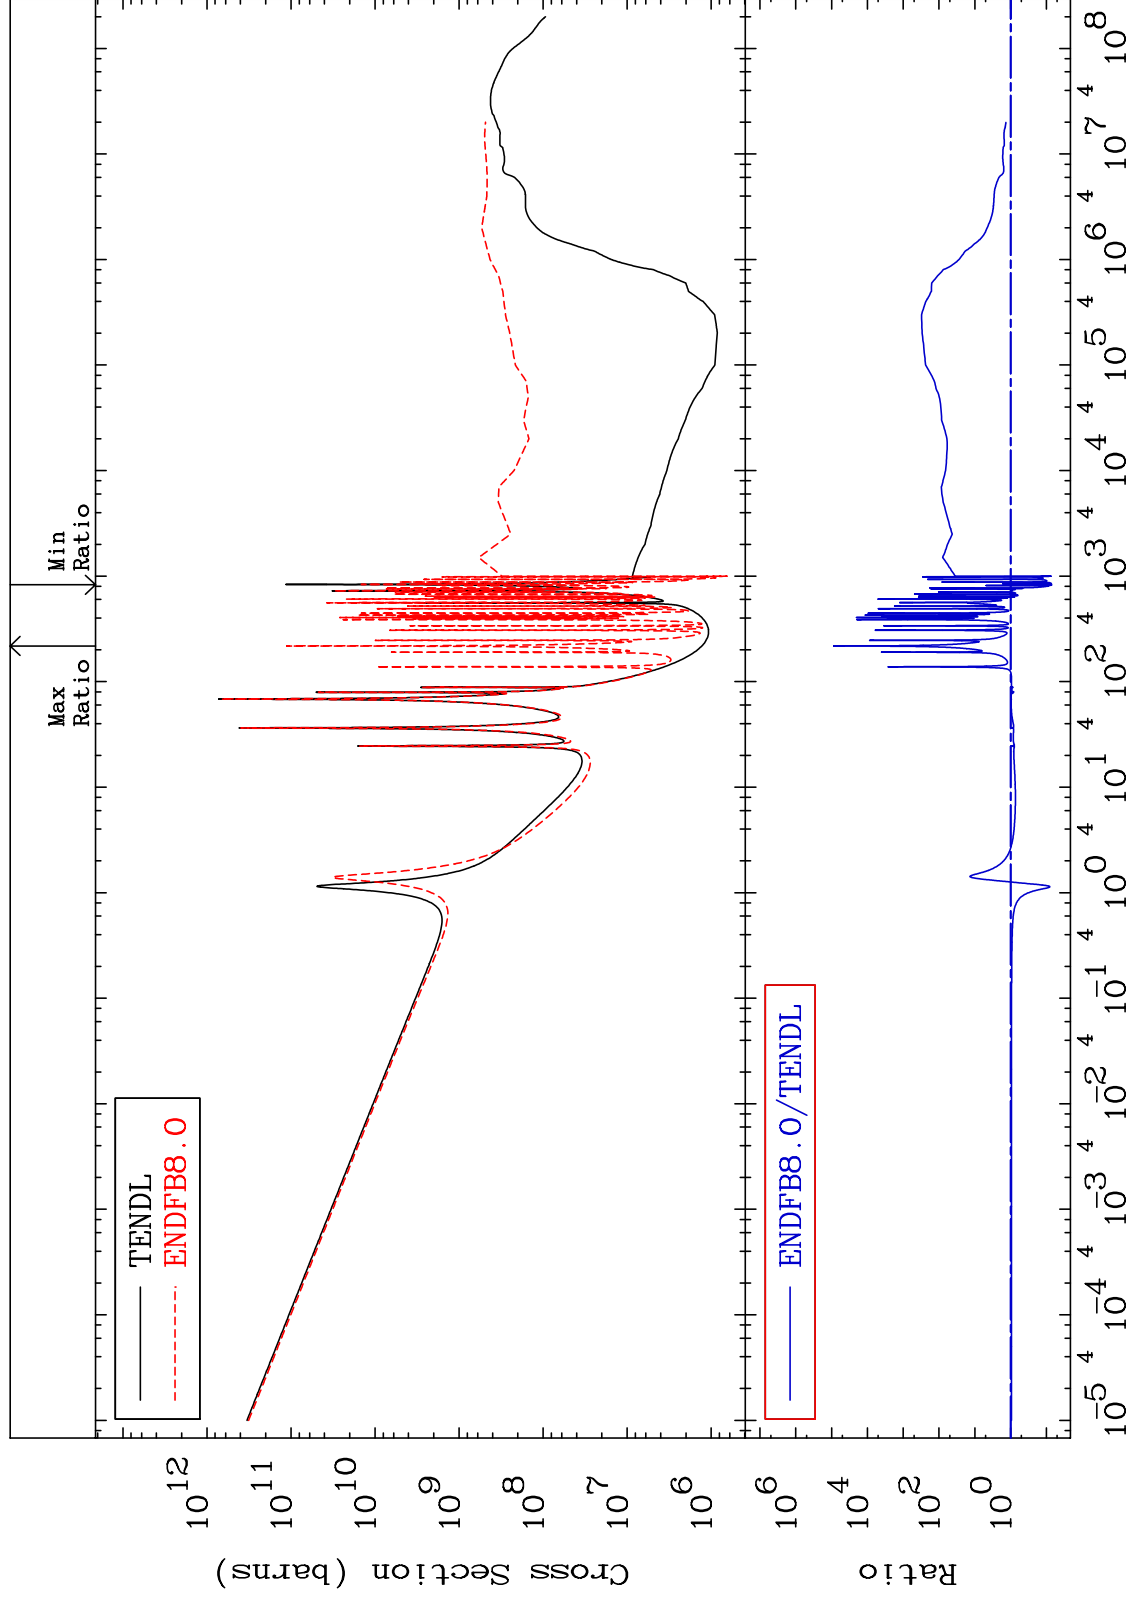 Max
Ratio
Min
Ratio
TENDL
ENDFB8.0
10^12
10^11
10^10
10^9
10^8
10^7
10^6
Cross Section (barns)
ENDFB8.0/TENDL
10^6
10^4
10^2
10^0
Ratio
10^-5 4 10^-4 4 10^-3 4 10^-2 4 10^-1 4 10^0 4 10^1 4 10^2 4 10^3 4 10^4 4 10^5 4 10^6 4 10^7 4 10^8